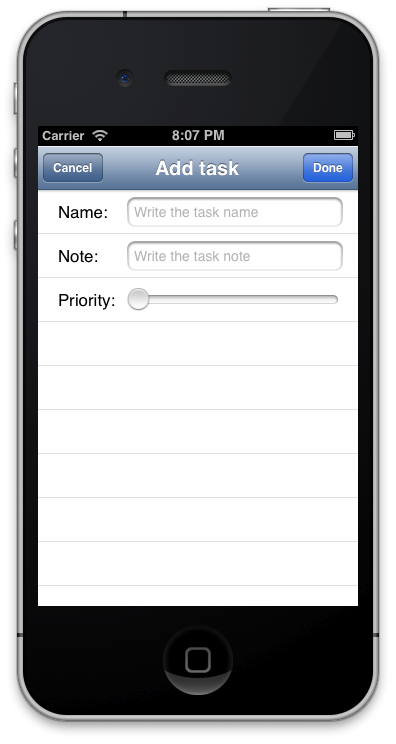 Carrier 8:07 PM
Cancel Add task Done
Name: Write the task name
Note: Write the task note
Priority: